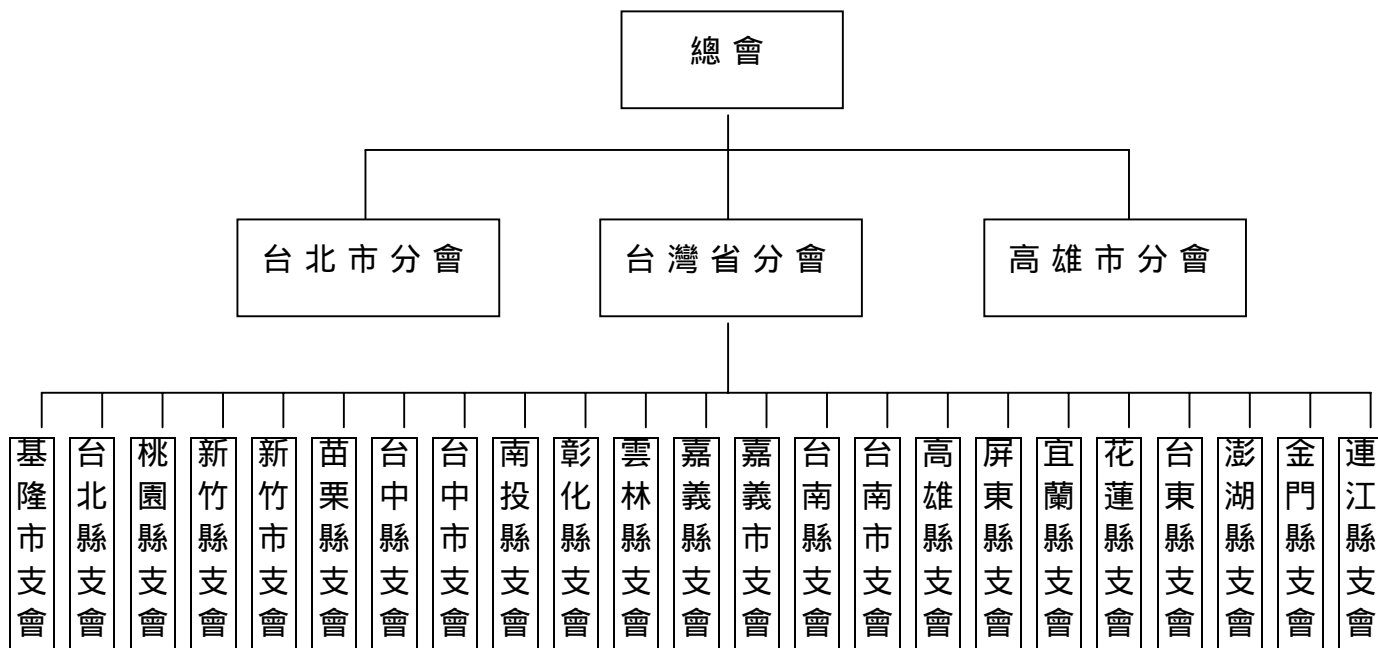 總會
台北市分會
台灣省分會
高雄市分會
基隆市支會
台北縣支會
桃園縣支會
新竹縣支會
新竹市支會
苗栗縣支會
台中縣支會
台中市支會
南投縣支會
彰化縣支會
雲林縣支會
嘉義縣支會
嘉義市支會
台南縣支會
台南市支會
高雄縣支會
屏東縣支會
宜蘭縣支會
花蓮縣支會
台東縣支會
澎湖縣支會
金門縣支會
連江縣支會